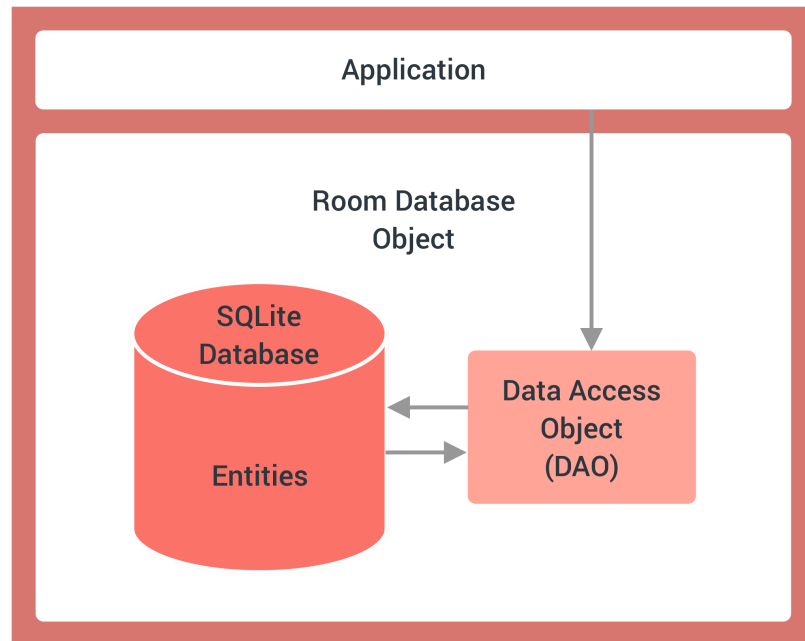 Application
Room Database
Object
SQLite
Database
Entities
Data Access
Object
(DAO)